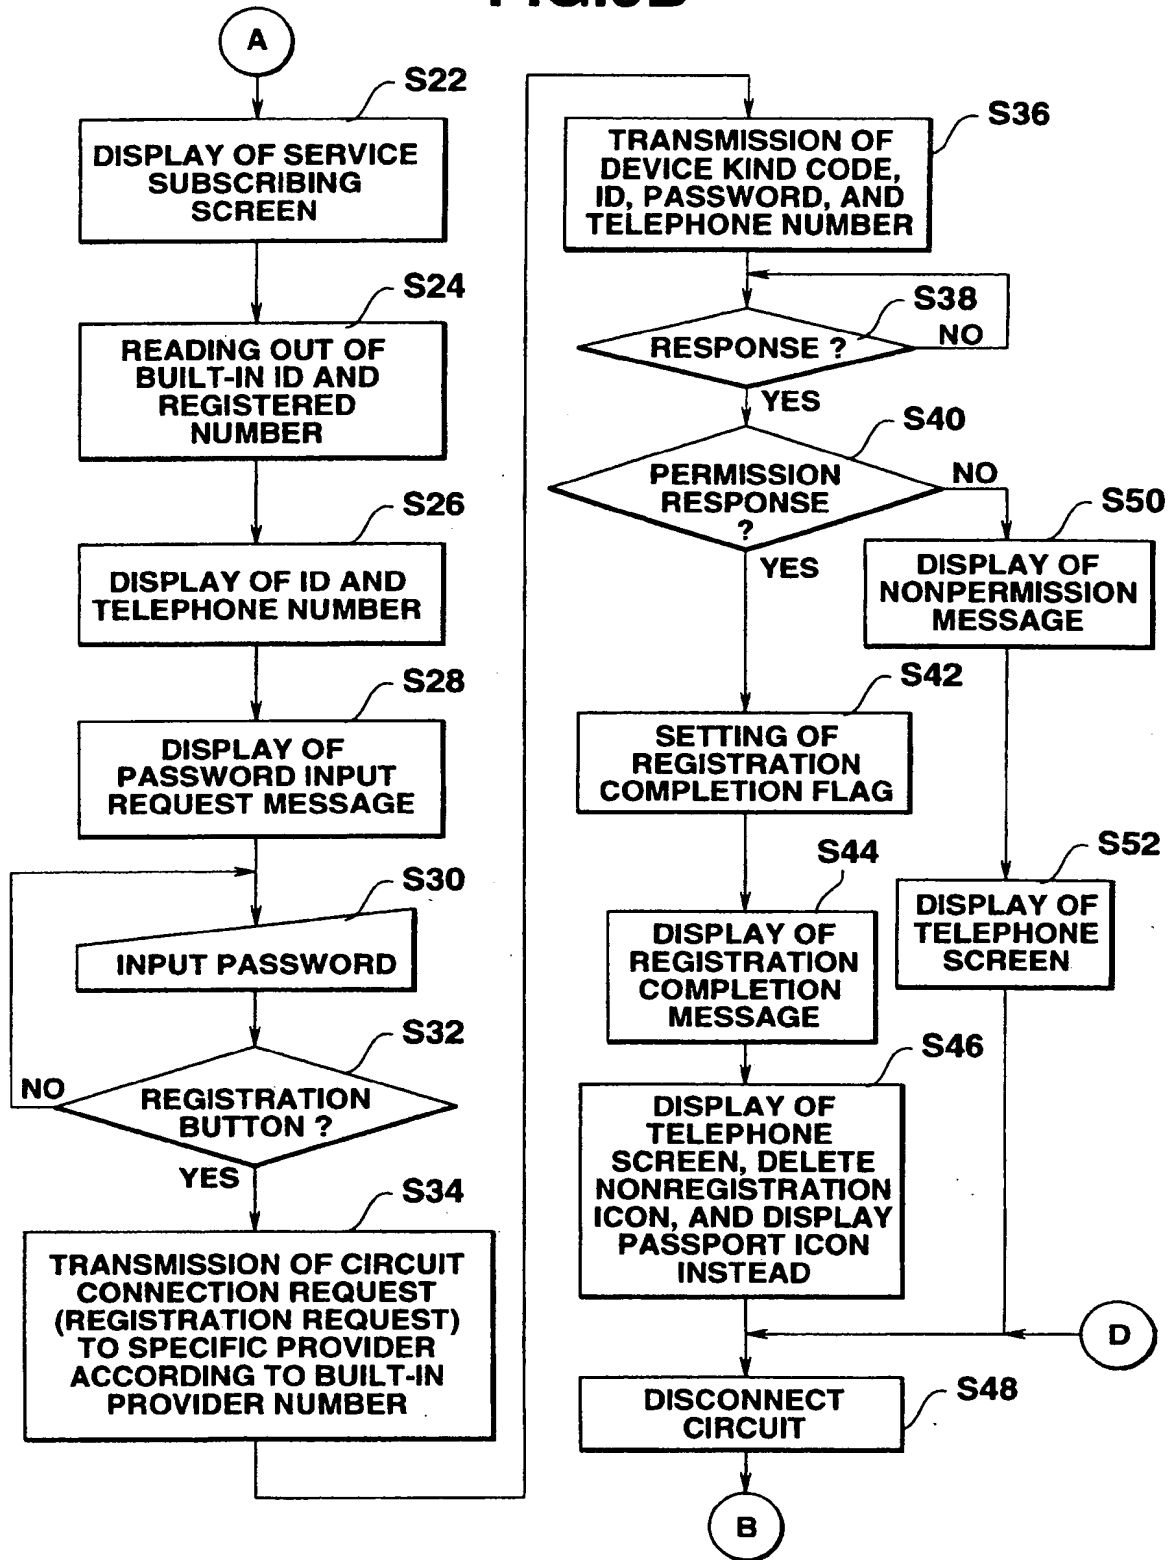 A
S22
DISPLAY OF SERVICE
SUBSCRIBING
SCREEN
S24
READING OUT OF
BUILT-IN ID AND
REGISTERED
NUMBER
S26
DISPLAY OF ID AND
TELEPHONE NUMBER
S28
DISPLAY OF
PASSWORD INPUT
REQUEST MESSAGE
S30
INPUT PASSWORD
S32
NO
REGISTRATION
BUTTON ?
YES
S34
TRANSMISSION OF CIRCUIT
CONNECTION REQUEST
(REGISTRATION REQUEST)
TO SPECIFIC PROVIDER
ACCORDING TO BUILT-IN
PROVIDER NUMBER
S36
TRANSMISSION OF
DEVICE KIND CODE,
ID, PASSWORD, AND
TELEPHONE NUMBER
S38
RESPONSE ?
NO
YES
S40
PERMISSION
RESPONSE
?
NO
YES
S50
DISPLAY OF
NONPERMISSION
MESSAGE
S42
SETTING OF
REGISTRATION
COMPLETION FLAG
S44
DISPLAY OF
REGISTRATION
COMPLETION
MESSAGE
S52
DISPLAY OF
TELEPHONE
SCREEN
S46
DISPLAY OF
TELEPHONE
SCREEN, DELETE
NONREGISTRATION
ICON, AND DISPLAY
PASSPORT ICON
INSTEAD
D
S48
DISCONNECT
CIRCUIT
B